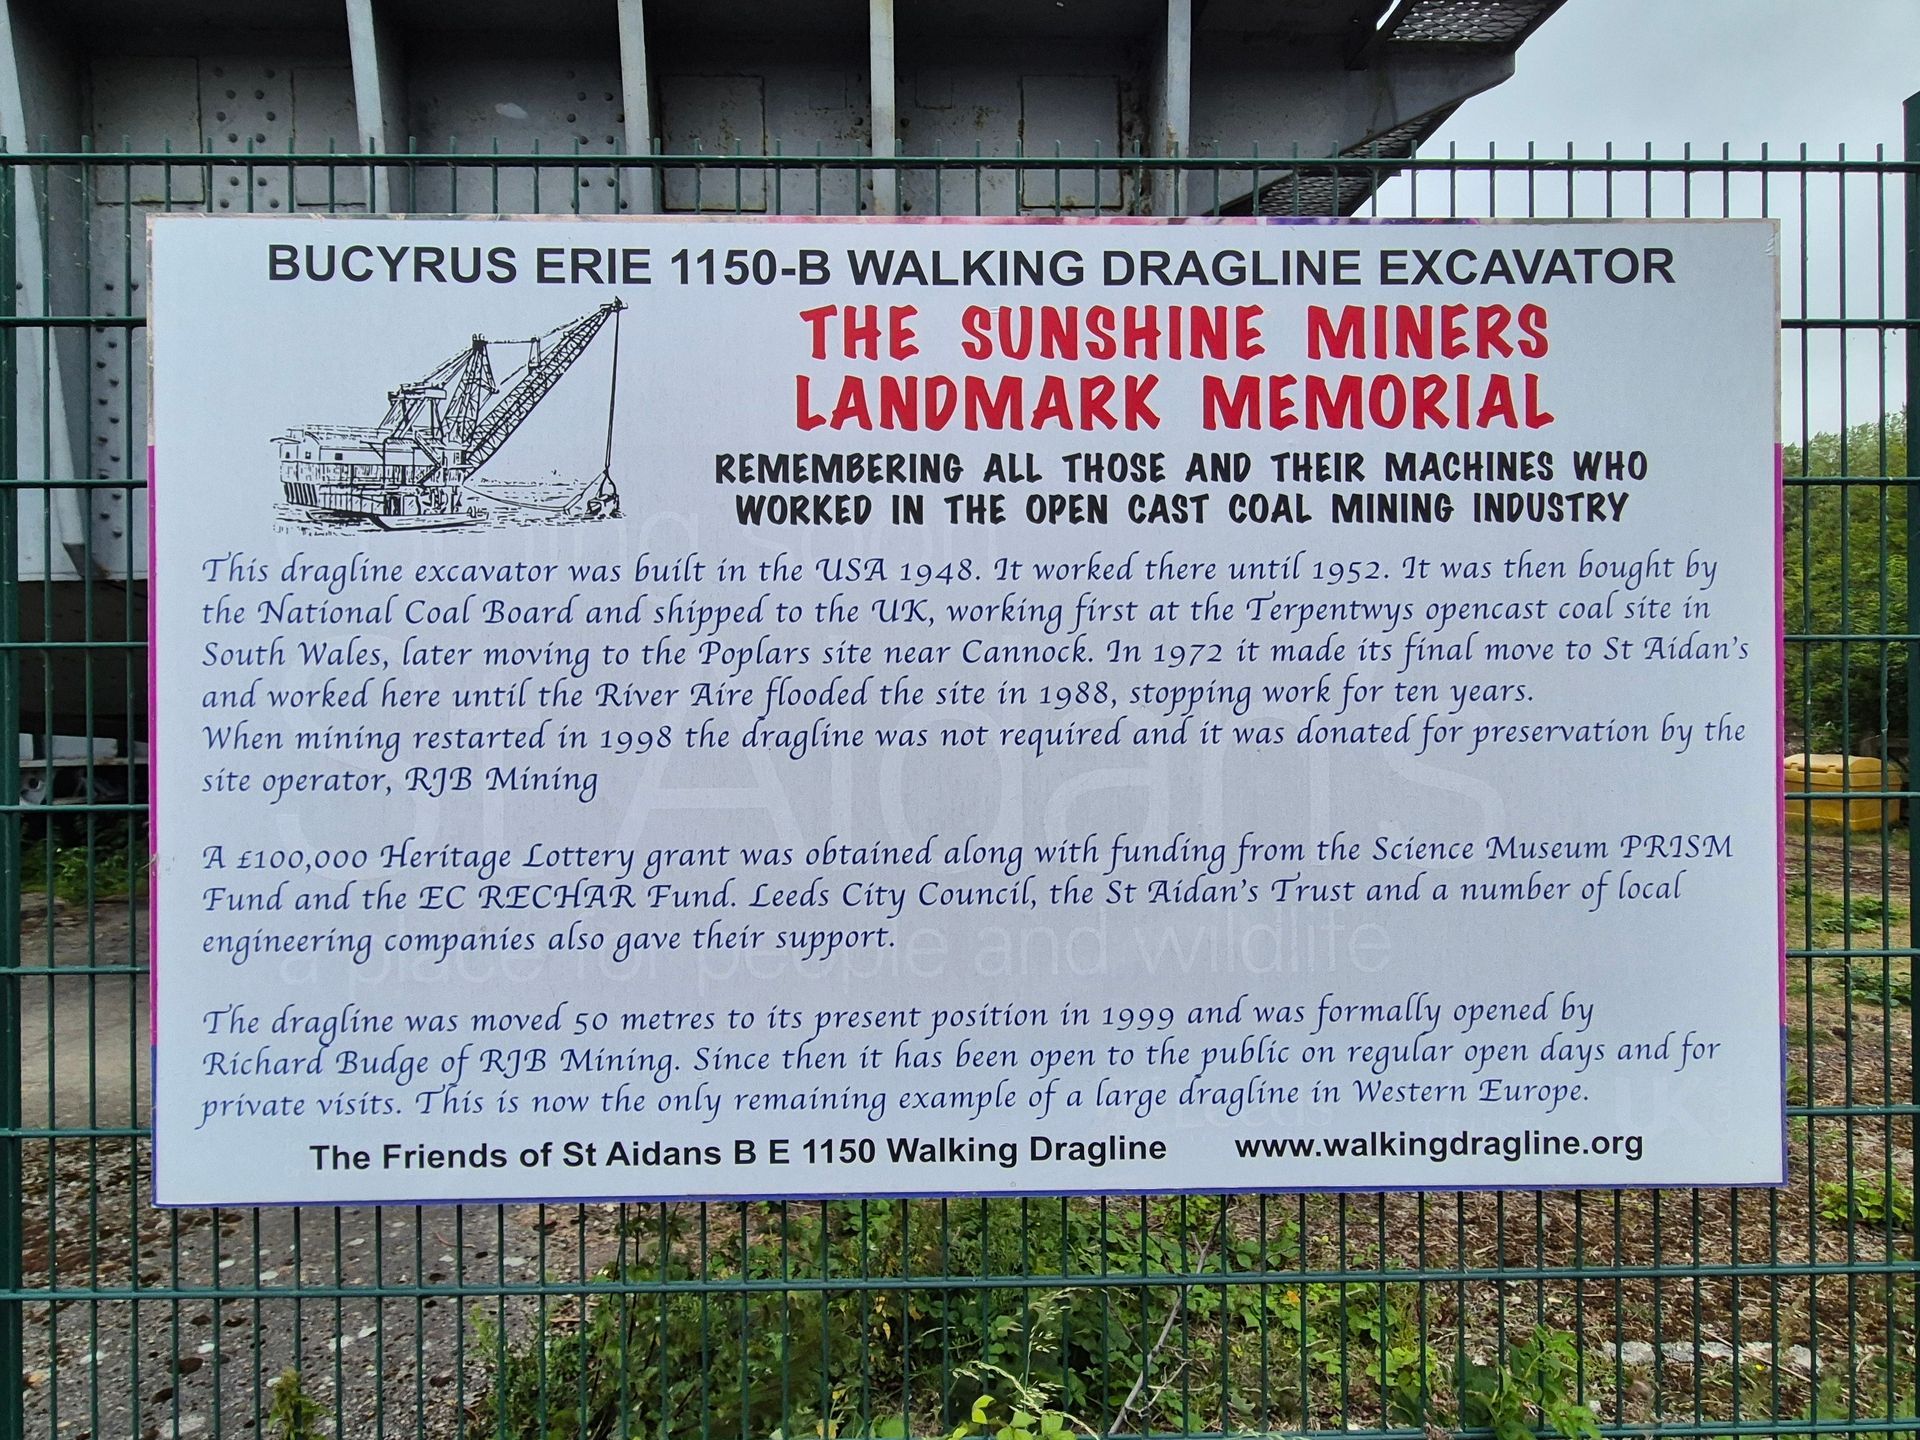 BUCYRUS ERIE 1150-B WALKING DRAGLINE EXCAVATOR
THE SUNSHINE MINERS
LANDMARK MEMORIAL
REMEMBERING ALL THOSE AND THEIR MACHINES WHO
WORKED IN THE OPEN CAST COAL MINING INDUSTRY
This dragline excavator was built in the USA 1948. It worked there until 1952. It was then bought by
the National Coal Board and shipped to the UK, working first at the Terpentwys opencast coal site in
South Wales, later moving to the Poplars site near Cannock. In 1972 it made its final move to St Aidan's
and worked here until the River Aire flooded the site in 1988, stopping work for ten years.
When mining restarted in 1998 the dragline was not required and it was donated for preservation by the
site operator, RJB Mining
St Aidans
A £100,000 Heritage Lottery grant was obtained along with funding from the Science Museum PRISM
Fund and the EC RECHAR Fund. Leeds City Council, the St Aidan's Trust and a number of local
engineering companies also gave their support.
a place for people and wildlife
The dragline was moved 50 metres to its present position in 1999 and was formally opened by
Richard Budge of RJB Mining. Since then it has been open to the public on regular open days and for
private visits. This is now the only remaining example of a large dragline in Western Europe.
The Friends of St Aidans B E 1150 Walking Dragline www.walkingdragline.org